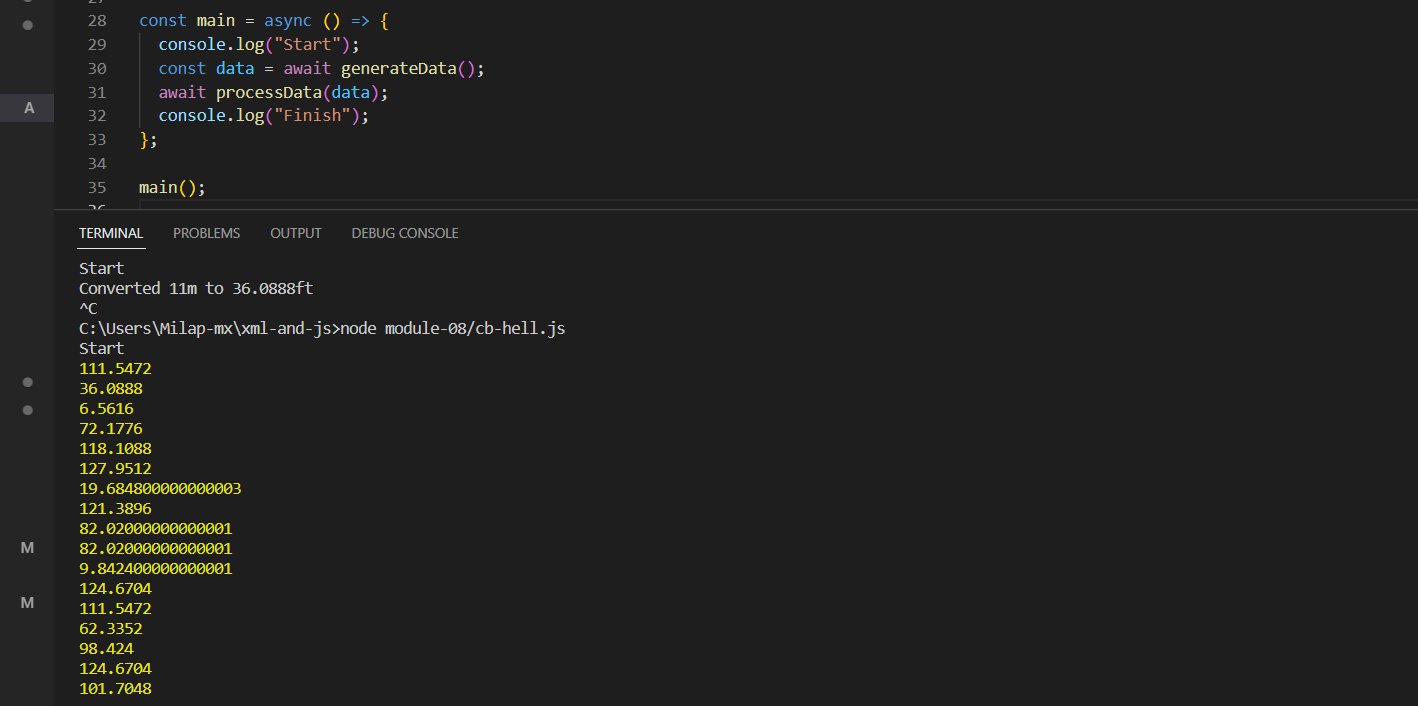 27
28 const main = async () => {
29 console.log("Start");
30 const data = await generateData();
31 await processData(data);
32 console.log("Finish");
33 };
34
35 main();
36
A
M
M
TERMINAL PROBLEMS OUTPUT DEBUG CONSOLE
Start
Converted 11m to 36.0888ft
^C
C:\Users\Milap-mx\xml-and-js>node module-08/cb-hell.js
Start
111.5472
36.0888
6.5616
72.1776
118.1088
127.9512
19.684800000000003
121.3896
82.02000000000001
82.02000000000001
9.842400000000001
124.6704
111.5472
62.3352
98.424
124.6704
101.7048